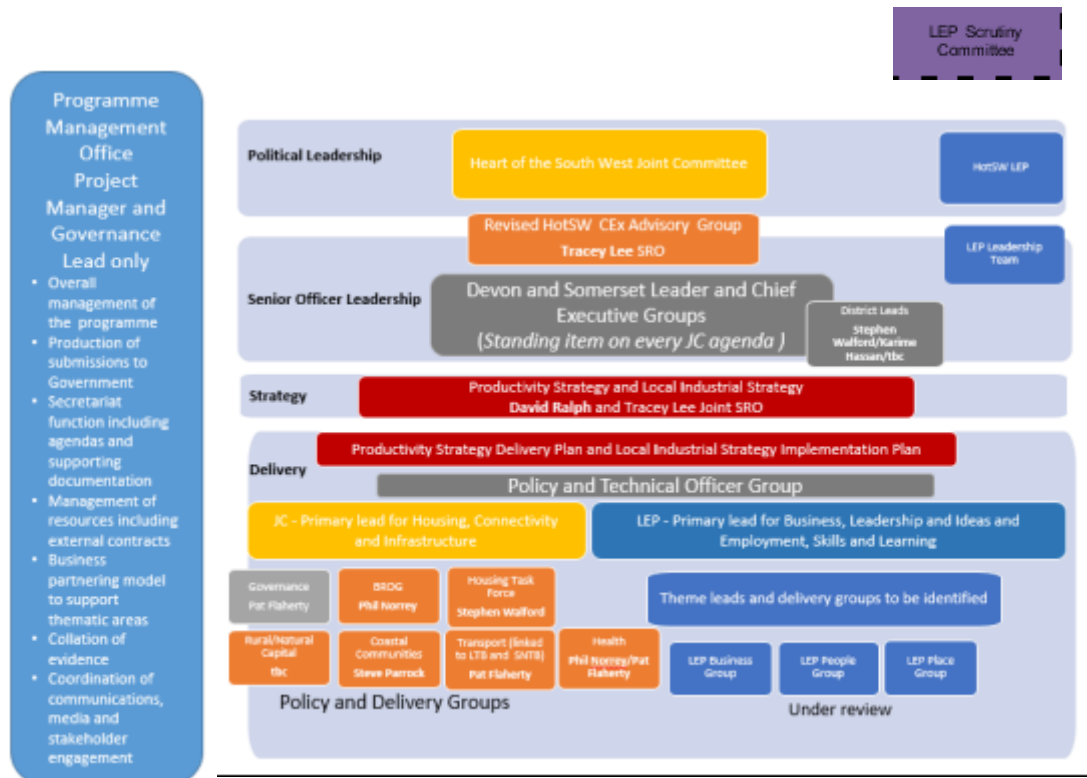 LEP Scrutiny
Committee
Programme
Management
Office
Project
Manager and
Governance
Lead only
• Overall
management of
the programme
• Production of
submissions to
Government
• Secretariat
function including
agendas and
supporting
documentation
• Management of
resources including
external contracts
• Business
partnering model
to support
thematic areas
• Collation of
evidence
• Coordination of
communications,
media and
stakeholder
engagement
Political Leadership
Heart of the South West Joint Committee
HotSW LEP
Revised HotSW CEx Advisory Group
Tracey Lee SRO
LEP Leadership
Team
Senior Officer Leadership
Devon and Somerset Leader and Chief
Executive Groups
(Standing item on every JC agenda )
District Leads
Stephen
Walford/Karime
Hassan/tbc
Strategy
Productivity Strategy and Local Industrial Strategy
David Ralph and Tracey Lee Joint SRO
Delivery
Productivity Strategy Delivery Plan and Local Industrial Strategy Implementation Plan
Policy and Technical Officer Group
JC - Primary lead for Housing, Connectivity
and Infrastructure
LEP - Primary lead for Business, Leadership and Ideas and
Employment, Skills and Learning
Governance
Pat Flaherty
BROG
Phil Norrey
Housing Task
Force
Stephen Walford
Theme leads and delivery groups to be identified
Rural/Natural
Capital
tbc
Coastal
Communities
Steve Parrock
Transport (linked
to LTB and SNTB)
Pat Flaherty
Health
Phil Norrey/Pat
Flaherty
LEP Business
Group
LEP People
Group
LEP Place
Group
Policy and Delivery Groups
Under review